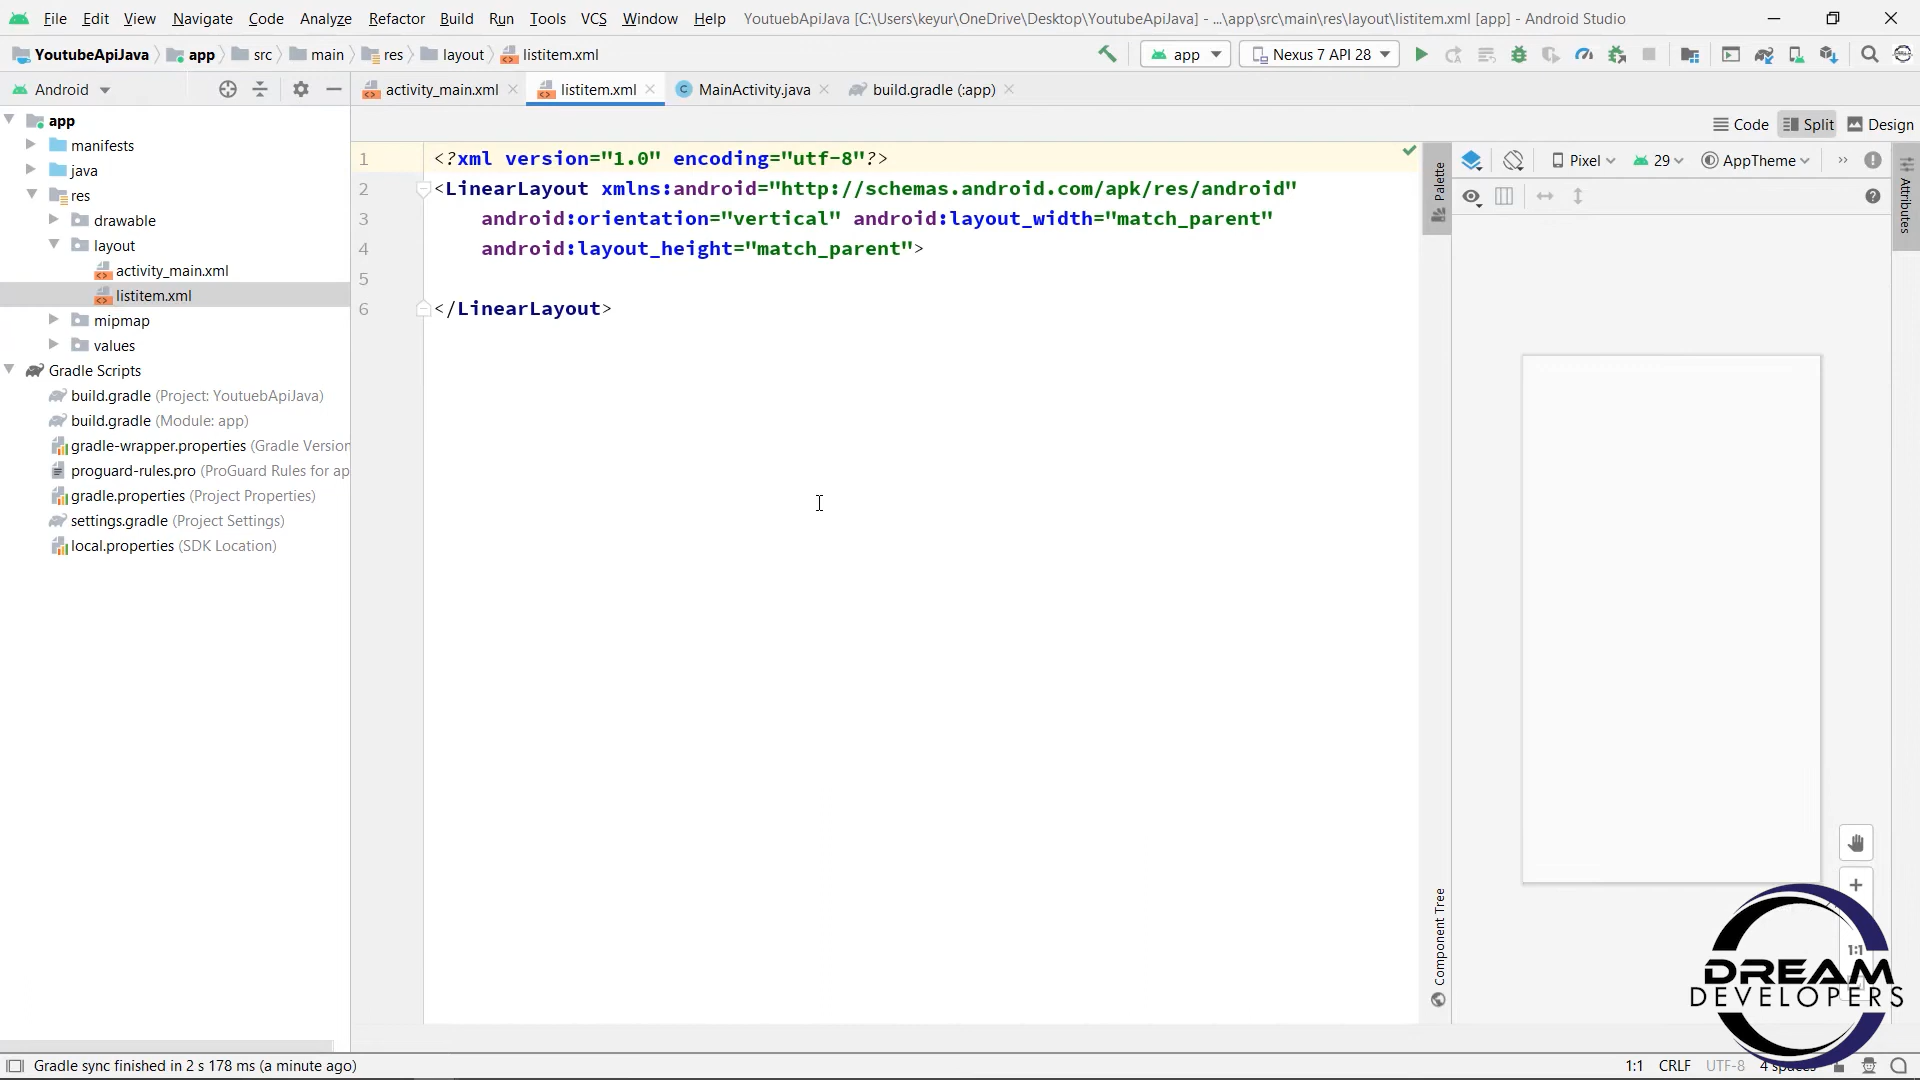 File Edit View Navigate Code Analyze Refactor Build Run Tools VCS Window Help YoutuebApiJava [C:\Users\keyur\OneDrive\Desktop\YoutubeApiJava] - ...\app\src\main\res\layout\listitem.xml [app] - Android Studio
YoutubeApiJava app src main res layout listitem.xml app Nexus 7 API 28
Android activity_main.xml listitem.xml MainActivity.java build.gradle (:app)
Code Split Design
app
manifests
java
res
drawable
layout
activity_main.xml
listitem.xml
mipmap
values
Gradle Scripts
build.gradle (Project: YoutuebApiJava)
build.gradle (Module: app)
gradle-wrapper.properties (Gradle Version
proguard-rules.pro (ProGuard Rules for ap
gradle.properties (Project Properties)
settings.gradle (Project Settings)
local.properties (SDK Location)
1 <?xml version="1.0" encoding="utf-8"?>
2 <LinearLayout xmlns:android="http://schemas.android.com/apk/res/android"
3 android:orientation="vertical" android:layout_width="match_parent"
4 android:layout_height="match_parent">
5
6 </LinearLayout>
Palette
Component Tree
Pixel 29 AppTheme
Attributes
1:1
DREAM
DEVELOPERS
Gradle sync finished in 2 s 178 ms (a minute ago) 1:1 CRLF UTF-8 4 spaces